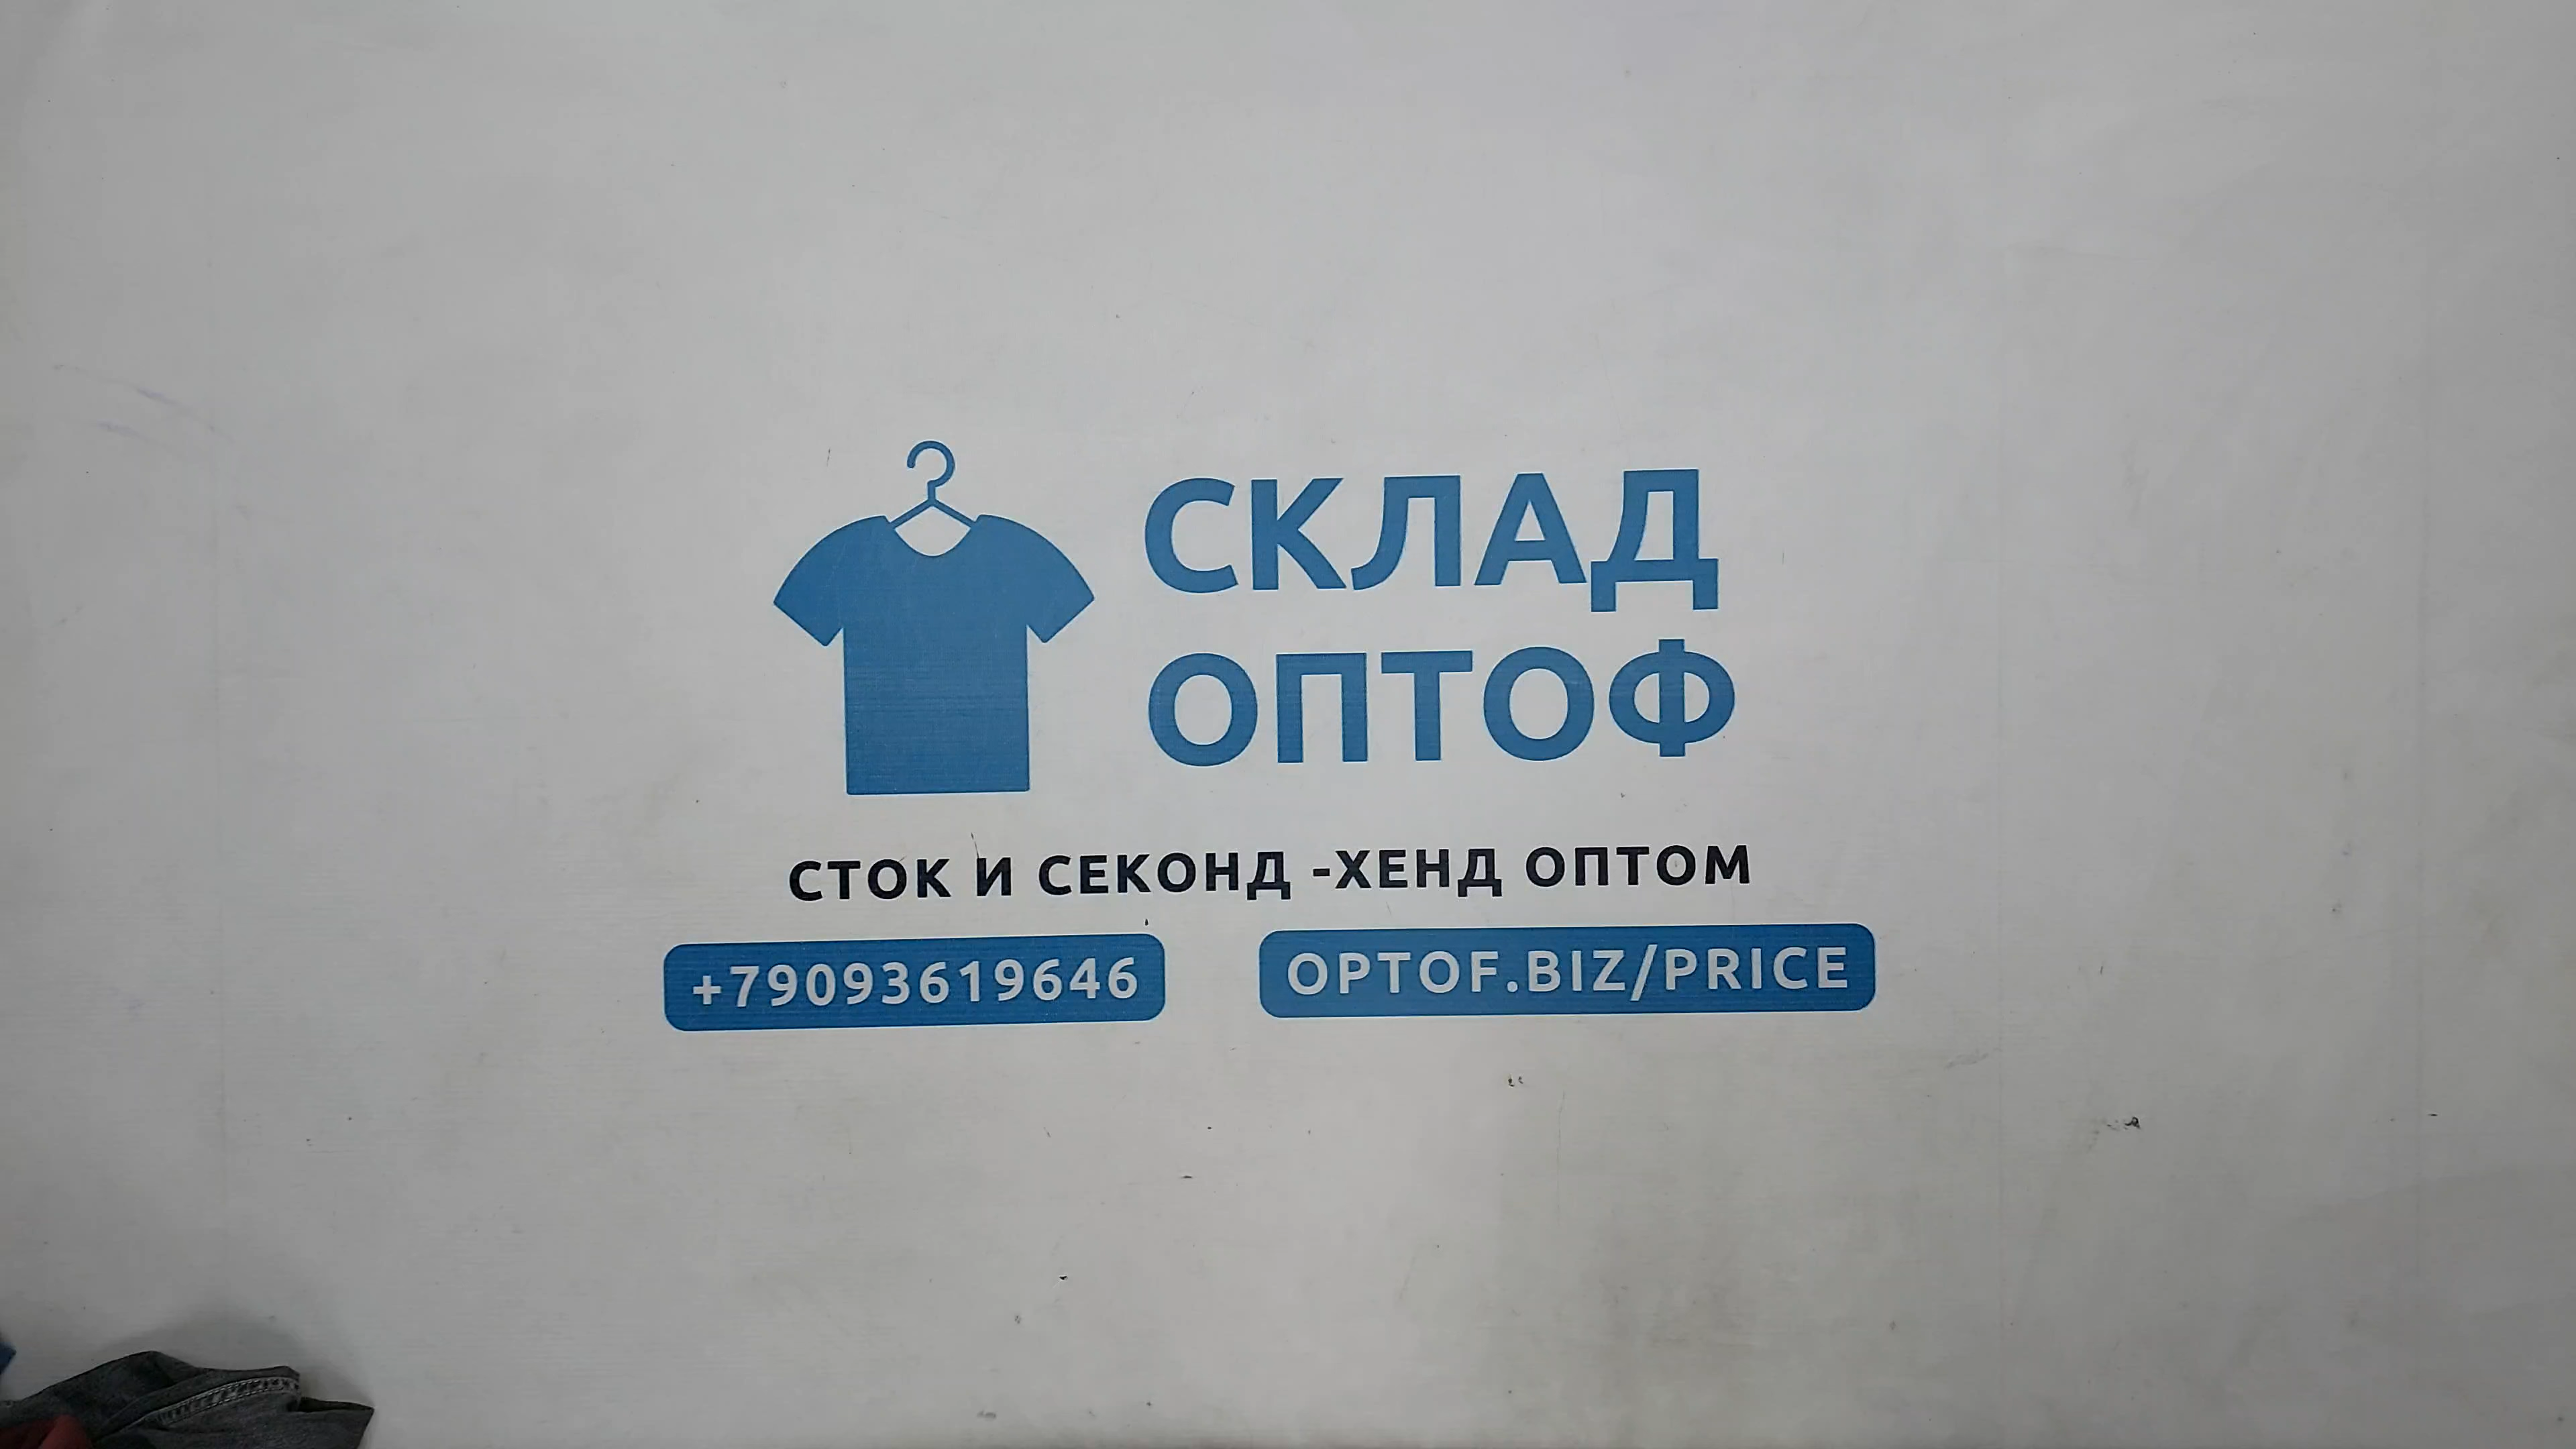 СКЛАД
ОПТОФ
СТОК И СЕКОНД -ХЕНД ОПТОМ
+79093619646
OPTOF.BIZ/PRICE